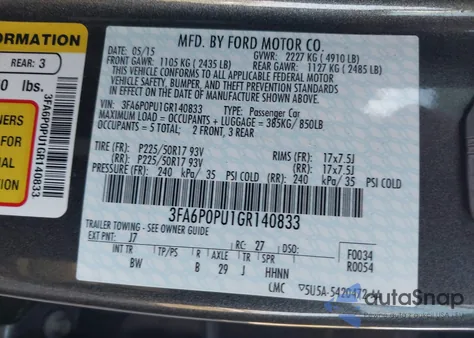 FORMATION
REAR: 3
0 lbs.
NERS
3FA6P0PU1GR140833
MFD. BY FORD MOTOR CO.
05/15
GVWR: 2227 KG ( 4910 LB)
FRONT GAWR: 1105 KG ( 2435 LB)
REAR GAWR: 1127 KG ( 2485 LB)
THIS VEHICLE CONFORMS TO ALL APPLICABLE FEDERAL MOTOR
VEHICLE SAFETY, BUMPER, AND THEFT PREVENTION STANDARDS IN
EFFECT ON THE DATE OF MANUFACTURE SHOWN ABOVE.
VIN: 3FA6P0PU1GR140833 TYPE: Passenger Car
MAXIMUM LOAD = OCCUPANTS + LUGGAGE = 385KG/ 850LB
OCCUPANTS = 5 TOTAL: 2 FRONT, 3 REAR
TIRE (FR): P225/50R17 93V RIMS (FR): 17x7.5J
(R): P225/50R17 93V (R): 17x7.5J
PRESSURE (FR): 240 kPa/ 35 PSI COLD (R): 240 kPa/ 35 PSI COLD
3FA6P0PU1GR140833
TRAILER TOWING - SEE OWNER GUIDE
EXT PNT: J7 RC: 27 DSO: F0034
INT TR TP/PS R AXLE TR SPR R0054
BW B 29 J HHNN
CMC 5U5A-5420472
autoSnap